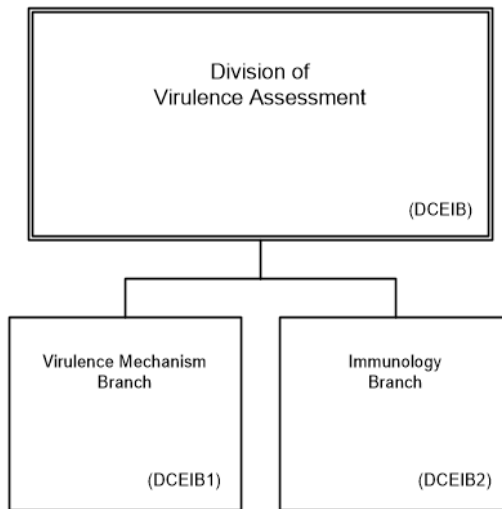 Division of
Virulence Assessment
(DCEIB)
Virulence Mechanism
Branch
(DCEIB1)
Immunology
Branch
(DCEIB2)